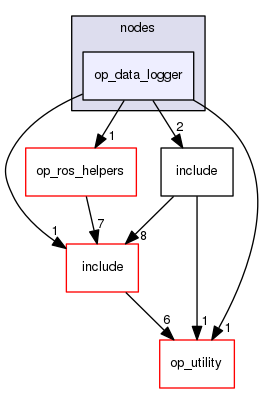 nodes
op_data_logger
1
2
op_ros_helpers
include
7
8
1
include
6
1
1
op_utility